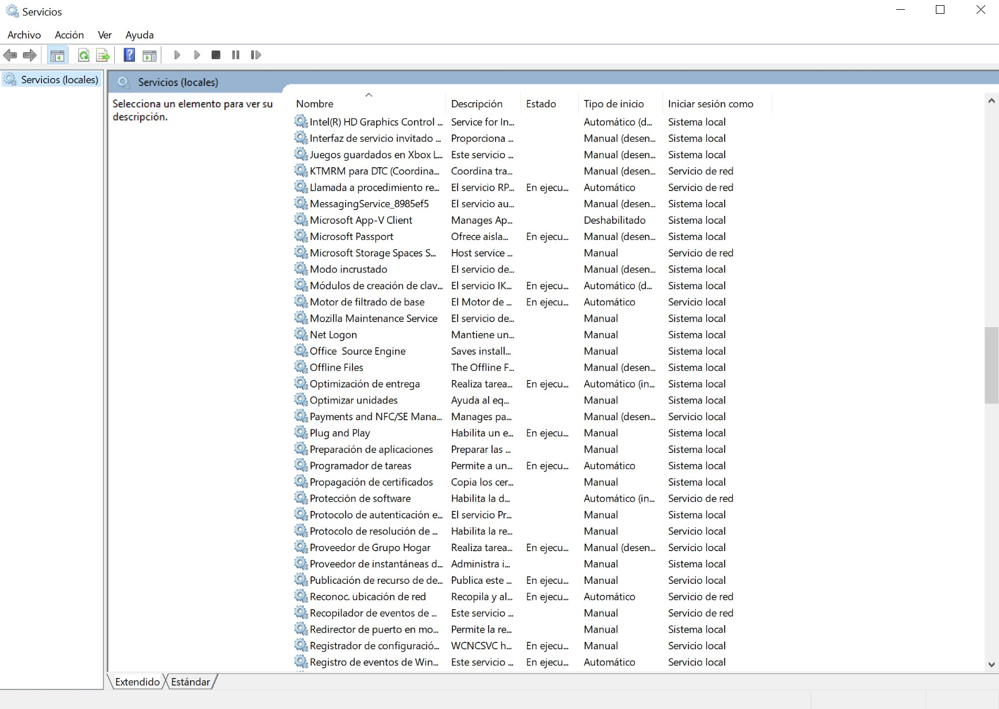 Servicios
Archivo Acción Ver Ayuda
Servicios (locales)
Servicios (locales)
Selecciona un elemento para ver su
descripción.
Nombre Descripción Estado Tipo de inicio Iniciar sesión como
Intel(R) HD Graphics Control ... Service for In... Automático (d... Sistema local
Interfaz de servicio invitado ... Proporciona ... Manual (desen... Sistema local
Juegos guardados en Xbox L... Este servicio ... Manual (desen... Sistema local
KTMRM para DTC (Coordina... Coordina tra... Manual (desen... Servicio de red
Llamada a procedimiento re... El servicio RP... En ejecu... Automático Servicio de red
MessagingService_8985ef5 El servicio au... Manual (desen... Sistema local
Microsoft App-V Client Manages Ap... Deshabilitado Sistema local
Microsoft Passport Ofrece aisla... En ejecu... Manual (desen... Sistema local
Microsoft Storage Spaces S... Host service ... Manual Servicio de red
Modo incrustado El servicio de... Manual (desen... Sistema local
Módulos de creación de clav... El servicio IK... En ejecu... Automático (d... Sistema local
Motor de filtrado de base El Motor de ... En ejecu... Automático Servicio local
Mozilla Maintenance Service El servicio de... Manual Sistema local
Net Logon Mantiene un... Manual Sistema local
Office  Source Engine Saves install... Manual Sistema local
Offline Files The Offline F... Manual (desen... Sistema local
Optimización de entrega Realiza tarea... En ejecu... Automático (in... Sistema local
Optimizar unidades Ayuda al eq... Manual Sistema local
Payments and NFC/SE Mana... Manages pa... Manual (desen... Servicio local
Plug and Play Habilita un e... En ejecu... Manual Sistema local
Preparación de aplicaciones Preparar las ... Manual Sistema local
Programador de tareas Permite a un... En ejecu... Automático Sistema local
Propagación de certificados Copia los cer... Manual Sistema local
Protección de software Habilita la d... Automático (in... Servicio de red
Protocolo de autenticación e... El servicio Pr... Manual Sistema local
Protocolo de resolución de ... Habilita la re... Manual Servicio local
Proveedor de Grupo Hogar Realiza tarea... En ejecu... Manual (desen... Servicio local
Proveedor de instantáneas d... Administra i... Manual Sistema local
Publicación de recurso de de... Publica este ... En ejecu... Manual Servicio local
Reconoc. ubicación de red Recopila y al... En ejecu... Automático Servicio de red
Recopilador de eventos de ... Este servicio ... Manual Servicio de red
Redirector de puerto en mo... Permite la re... Manual Sistema local
Registrador de configuració... WCNCSVC h... En ejecu... Manual Servicio local
Registro de eventos de Win... Este servicio ... En ejecu... Automático Servicio local
Extendido Estándar